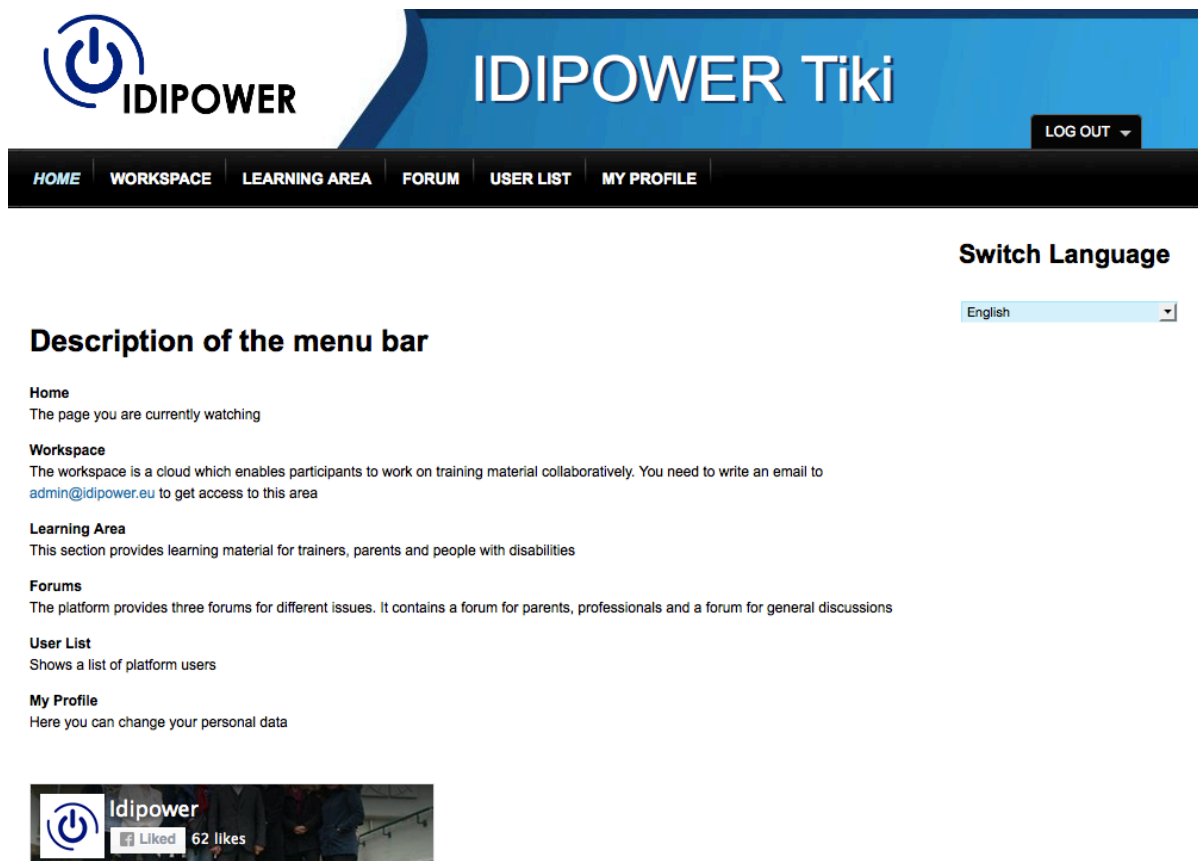 IDIPOWER
IDIPOWER Tiki
LOG OUT
HOME WORKSPACE LEARNING AREA FORUM USER LIST MY PROFILE
Switch Language
English
Description of the menu bar
Home
The page you are currently watching
Workspace
The workspace is a cloud which enables participants to work on training material collaboratively. You need to write an email to
admin@idipower.eu to get access to this area
Learning Area
This section provides learning material for trainers, parents and people with disabilities
Forums
The platform provides three forums for different issues. It contains a forum for parents, professionals and a forum for general discussions
User List
Shows a list of platform users
My Profile
Here you can change your personal data
Idipower
Liked 62 likes